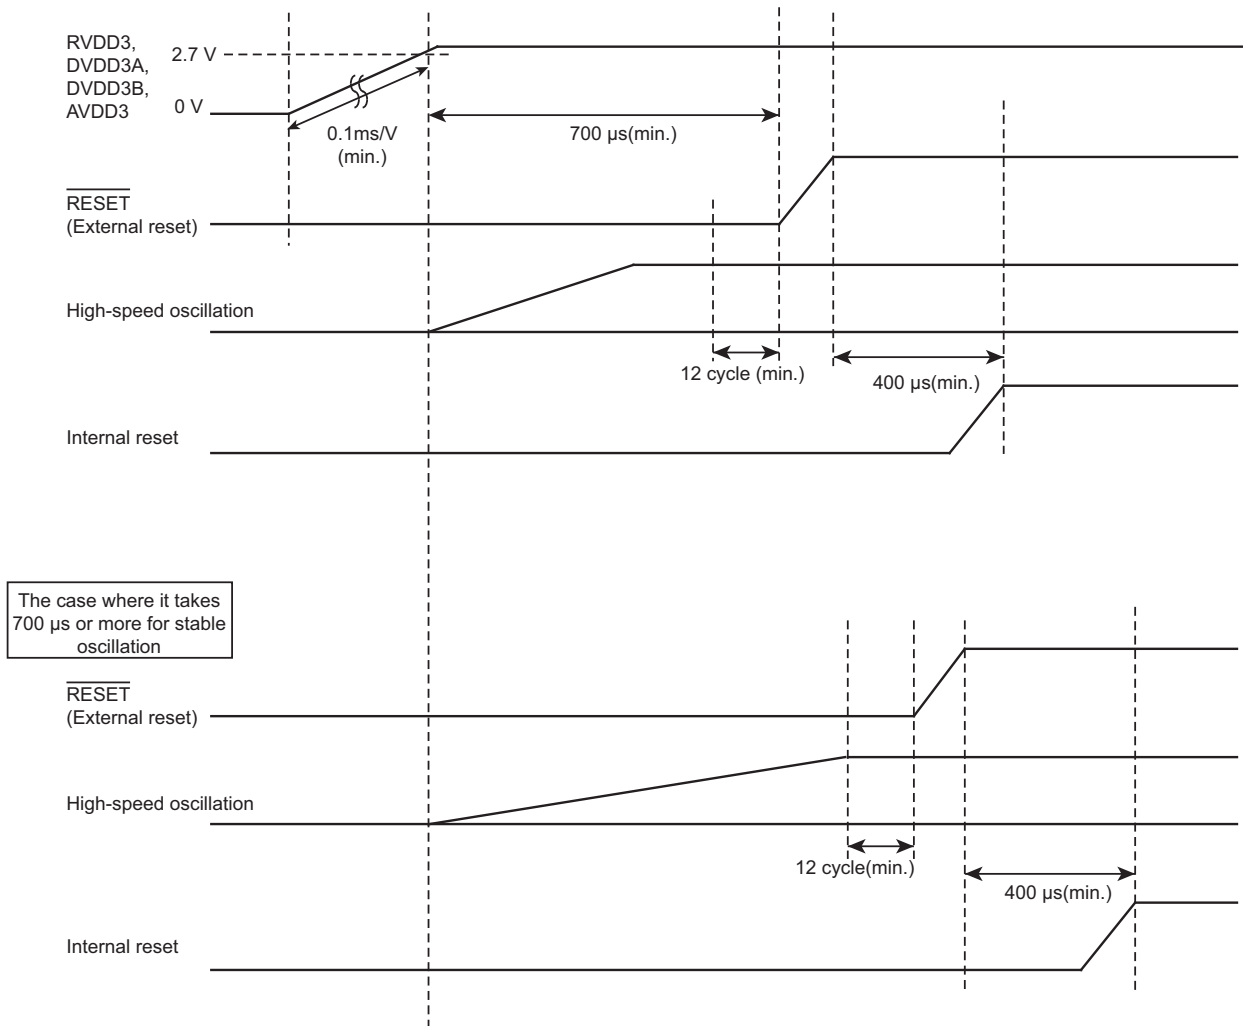 RVDD3,
DVDD3A,
DVDD3B,
AVDD3
2.7 V
0 V
0.1ms/V
(min.)
700 µs(min.)
RESET
(External reset)
High-speed oscillation
12 cycle (min.)
400 µs(min.)
Internal reset
The case where it takes
700 µs or more for stable
oscillation
RESET
(External reset)
High-speed oscillation
12 cycle(min.)
400 µs(min.)
Internal reset